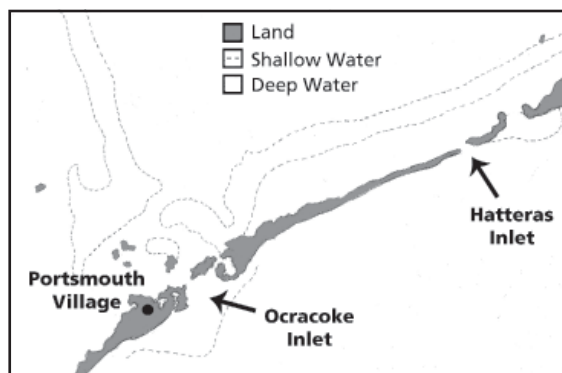 Land
Shallow Water
Deep Water
Hatteras
Inlet
Portsmouth
Village
Ocracoke
Inlet